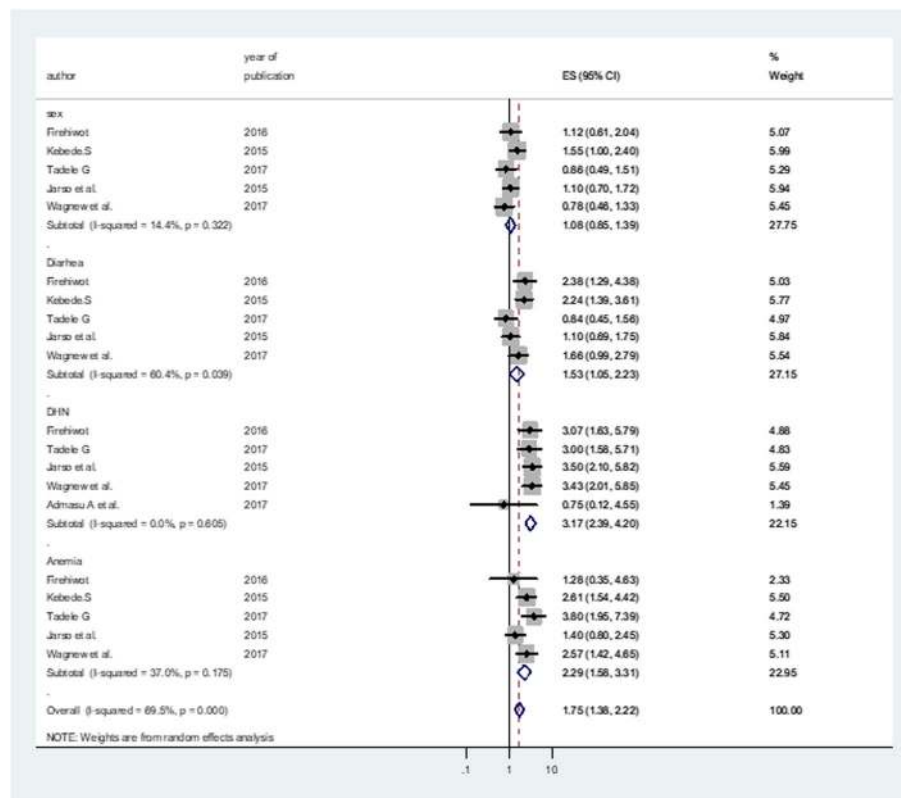 year of %
author publication ES (95% CI) Weight
sex
Firehiwot 2016 1.12 (0.61, 2.04) 5.07
Kebede.S 2015 1.55 (1.00, 2.40) 5.99
Tadele G 2017 0.86 (0.49, 1.51) 5.29
Jarso et al. 2015 1.10 (0.70, 1.72) 5.94
Wagnew et al. 2017 0.78 (0.46, 1.33) 5.45
Subtotal (I-squared = 14.4%, p = 0.322) 1.08 (0.85, 1.39) 27.75
.
Diarhea
Firehiwot 2016 2.38 (1.29, 4.38) 5.03
Kebede.S 2015 2.24 (1.39, 3.61) 5.77
Tadele G 2017 0.84 (0.45, 1.56) 4.97
Jarso et al. 2015 1.10 (0.69, 1.75) 5.84
Wagnew et al. 2017 1.66 (0.99, 2.79) 5.54
Subtotal (I-squared = 60.4%, p = 0.039) 1.53 (1.05, 2.23) 27.15
.
DHN
Firehiwot 2016 3.07 (1.63, 5.79) 4.88
Tadele G 2017 3.00 (1.58, 5.71) 4.83
Jarso et al. 2015 3.50 (2.10, 5.82) 5.59
Wagnew et al. 2017 3.43 (2.01, 5.85) 5.45
Admasu A et al. 2017 0.75 (0.12, 4.55) 1.39
Subtotal (I-squared = 0.0%, p = 0.605) 3.17 (2.39, 4.20) 22.15
.
Anemia
Firehiwot 2016 1.28 (0.35, 4.63) 2.33
Kebede.S 2015 2.61 (1.54, 4.42) 5.50
Tadele G 2017 3.80 (1.95, 7.39) 4.72
Jarso et al. 2015 1.40 (0.80, 2.45) 5.30
Wagnew et al. 2017 2.57 (1.42, 4.65) 5.11
Subtotal (I-squared = 37.0%, p = 0.175) 2.29 (1.58, 3.31) 22.95
.
Overall (I-squared = 69.5%, p = 0.000) 1.75 (1.38, 2.22) 100.00
NOTE: Weights are from random effects analysis
.1 1 10